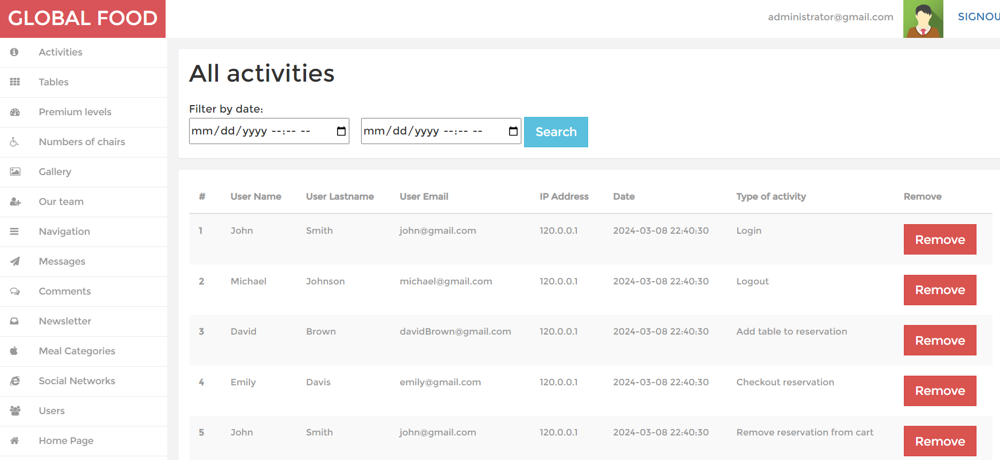 GLOBAL FOOD
administrator@gmail.com
SIGNOU
Activities
Tables
Premium levels
Numbers of chairs
Gallery
Our team
Navigation
Messages
Comments
Newsletter
Meal Categories
Social Networks
Users
Home Page
All activities
Filter by date:
mm/dd/yyyy --:-- -- mm/dd/yyyy --:-- -- Search
# User Name User Lastname User Email IP Address Date Type of activity Remove
1 John Smith john@gmail.com 120.0.0.1 2024-03-08 22:40:30 Login Remove
2 Michael Johnson michael@gmail.com 120.0.0.1 2024-03-08 22:40:30 Logout Remove
3 David Brown davidBrown@gmail.com 120.0.0.1 2024-03-08 22:40:30 Add table to reservation Remove
4 Emily Davis emily@gmail.com 120.0.0.1 2024-03-08 22:40:30 Checkout reservation Remove
5 John Smith john@gmail.com 120.0.0.1 2024-03-08 22:40:30 Remove reservation from cart Remove